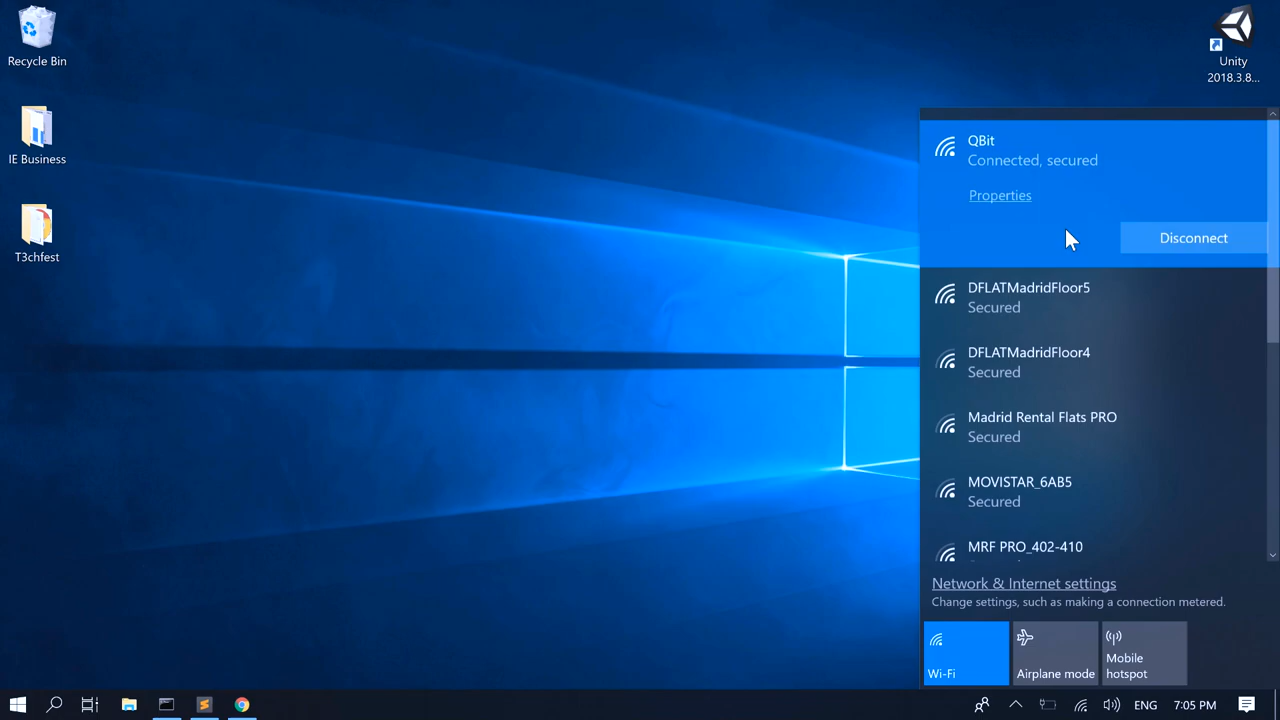 Recycle Bin
IE Business
T3chfest
Unity
2018.3.8...
QBit
Connected, secured
Properties
Disconnect
DFLATMadridFloor5
Secured
DFLATMadridFloor4
Secured
Madrid Rental Flats PRO
Secured
MOVISTAR_6AB5
Secured
MRF PRO_402-410
Network & Internet settings
Change settings, such as making a connection metered.
Wi-Fi
Airplane mode
Mobile
hotspot
ENG
7:05 PM